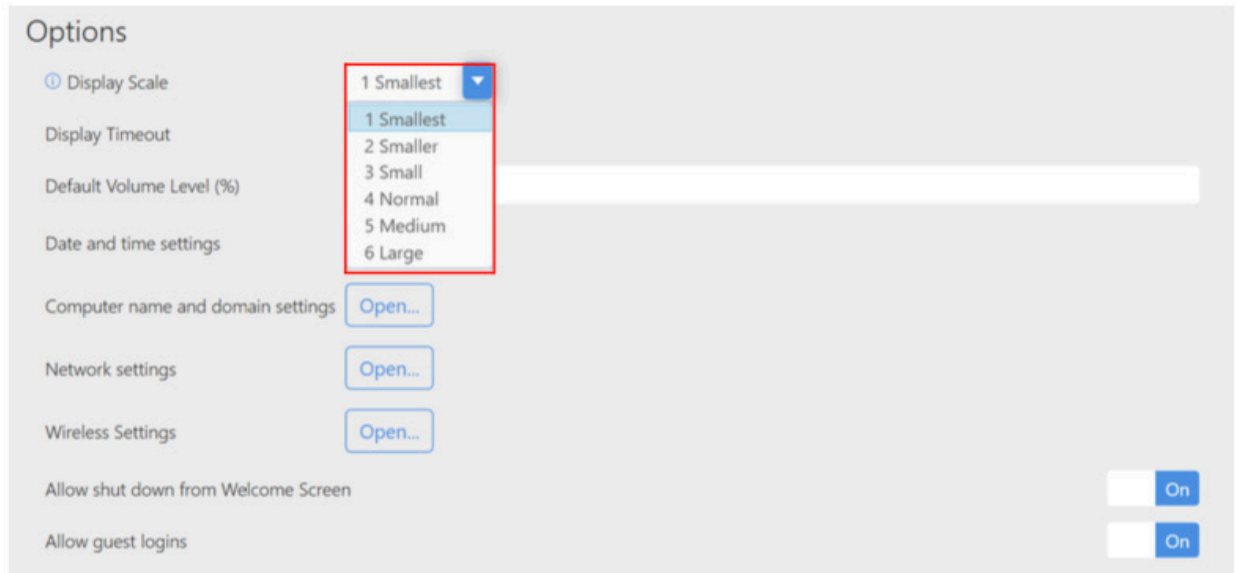 Options
Display Scale
1 Smallest
1 Smallest
2 Smaller
3 Small
4 Normal
5 Medium
6 Large
Display Timeout
Default Volume Level (%)
Date and time settings
Computer name and domain settings Open...
Network settings Open...
Wireless Settings Open...
Allow shut down from Welcome Screen On
Allow guest logins On